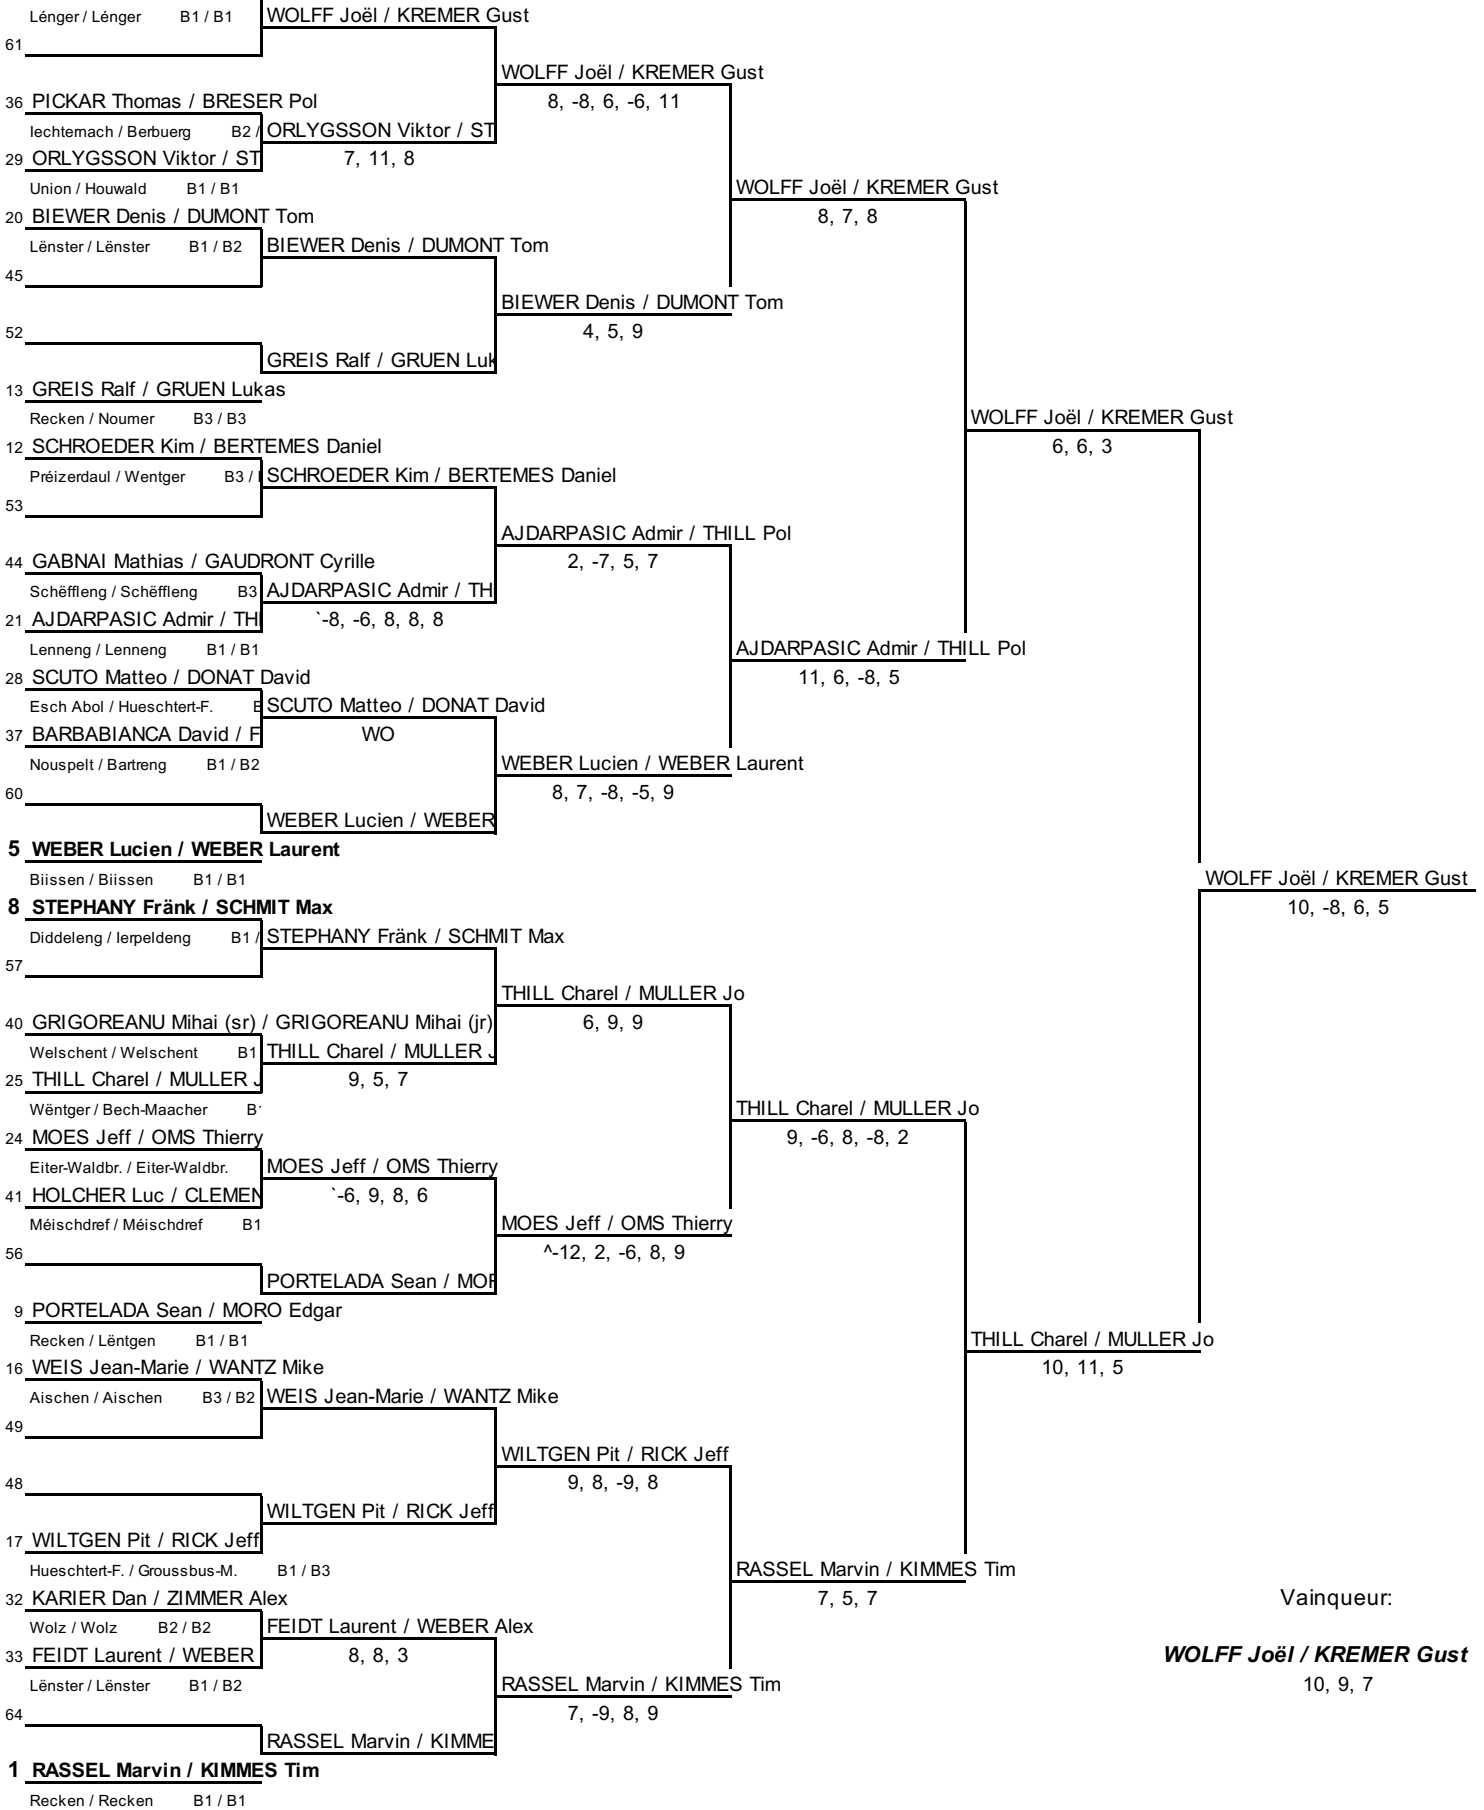 Lénger / Lénger B1 / B1 WOLFF Joël / KREMER Gust
61
WOLFF Joël / KREMER Gust
36 PICKAR Thomas / BRESER Pol 8, -8, 6, -6, 11
Iechternach / Berbuerg B2 / ORLYGSSON Viktor / ST
29 ORLYGSSON Viktor / ST 7, 11, 8
Union / Houwald B1 / B1 WOLFF Joël / KREMER Gust
20 BIEWER Denis / DUMONT Tom 8, 7, 8
Lënster / Lënster B1 / B2 BIEWER Denis / DUMONT Tom
45
BIEWER Denis / DUMONT Tom
52 4, 5, 9
GREIS Ralf / GRUEN Luk
13 GREIS Ralf / GRUEN Lukas
Recken / Noumer B3 / B3 WOLFF Joël / KREMER Gust
12 SCHROEDER Kim / BERTEMES Daniel 6, 6, 3
Préizerdaul / Wentger B3 / SCHROEDER Kim / BERTEMES Daniel
53
AJDARPASIC Admir / THILL Pol
44 GABNAI Mathias / GAUDRONT Cyrille 2, -7, 5, 7
Schëffleng / Schëffleng B3 AJDARPASIC Admir / TH
21 AJDARPASIC Admir / THI `-8, -6, 8, 8, 8
Lenneng / Lenneng B1 / B1 AJDARPASIC Admir / THILL Pol
28 SCUTO Matteo / DONAT David 11, 6, -8, 5
Esch Abol / Hueschtert-F. SCUTO Matteo / DONAT David
37 BARBABIANCA David / F WO
Nouspelt / Bartreng B1 / B2 WEBER Lucien / WEBER Laurent
60 8, 7, -8, -5, 9
WEBER Lucien / WEBER
5 WEBER Lucien / WEBER Laurent
Biissen / Biissen B1 / B1 WOLFF Joël / KREMER Gust
8 STEPHANY Fränk / SCHMIT Max 10, -8, 6, 5
Diddeleng / Ierpeldeng B1 / STEPHANY Fränk / SCHMIT Max
57
THILL Charel / MULLER Jo
40 GRIGOREANU Mihai (sr) / GRIGOREANU Mihai (jr) 6, 9, 9
Welschent / Welschent B1 THILL Charel / MULLER J
25 THILL Charel / MULLER J 9, 5, 7
Wëntger / Bech-Maacher B1 THILL Charel / MULLER Jo
24 MOES Jeff / OMS Thierry 9, -6, 8, -8, 2
Eiter-Waldbr. / Eiter-Waldbr. MOES Jeff / OMS Thierry
41 HOLCHER Luc / CLEMEN `-6, 9, 8, 6
Méischdref / Méischdref B1 MOES Jeff / OMS Thierry
56 ^-12, 2, -6, 8, 9
PORTELADA Sean / MOR
9 PORTELADA Sean / MORO Edgar
Recken / Lëntgen B1 / B1 THILL Charel / MULLER Jo
16 WEIS Jean-Marie / WANTZ Mike 10, 11, 5
Aischen / Aischen B3 / B2 WEIS Jean-Marie / WANTZ Mike
49
WILTGEN Pit / RICK Jeff
48 9, 8, -9, 8
WILTGEN Pit / RICK Jeff
17 WILTGEN Pit / RICK Jeff
Hueschtert-F. / Groussbus-M. B1 / B3 RASSEL Marvin / KIMMES Tim
32 KARIER Dan / ZIMMER Alex 7, 5, 7 Vainqueur:
Wolz / Wolz B2 / B2 FEIDT Laurent / WEBER Alex
33 FEIDT Laurent / WEBER 8, 8, 3 WOLFF Joël / KREMER Gust
Lënster / Lënster B1 / B2 RASSEL Marvin / KIMMES Tim 10, 9, 7
64 7, -9, 8, 9
RASSEL Marvin / KIMME
1 RASSEL Marvin / KIMMES Tim
Recken / Recken B1 / B1